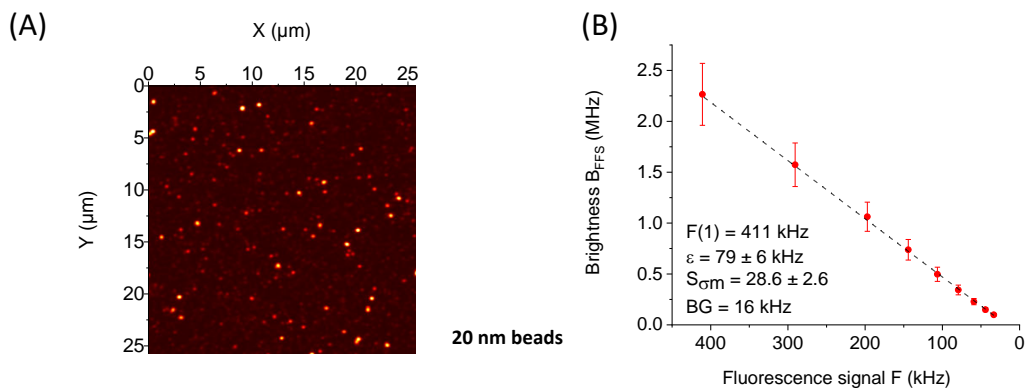 (A)
X (µm)
0 5 10 15 20 25
0
5
10
15
20
25
Y (µm)
20 nm beads
(B)
2.5
2.0
1.5
1.0
0.5
0.0
Brightness B_FFS (MHz)
F(1) = 411 kHz
ε = 79 ± 6 kHz
S_σm = 28.6 ± 2.6
BG = 16 kHz
400 300 200 100 0
Fluorescence signal F (kHz)